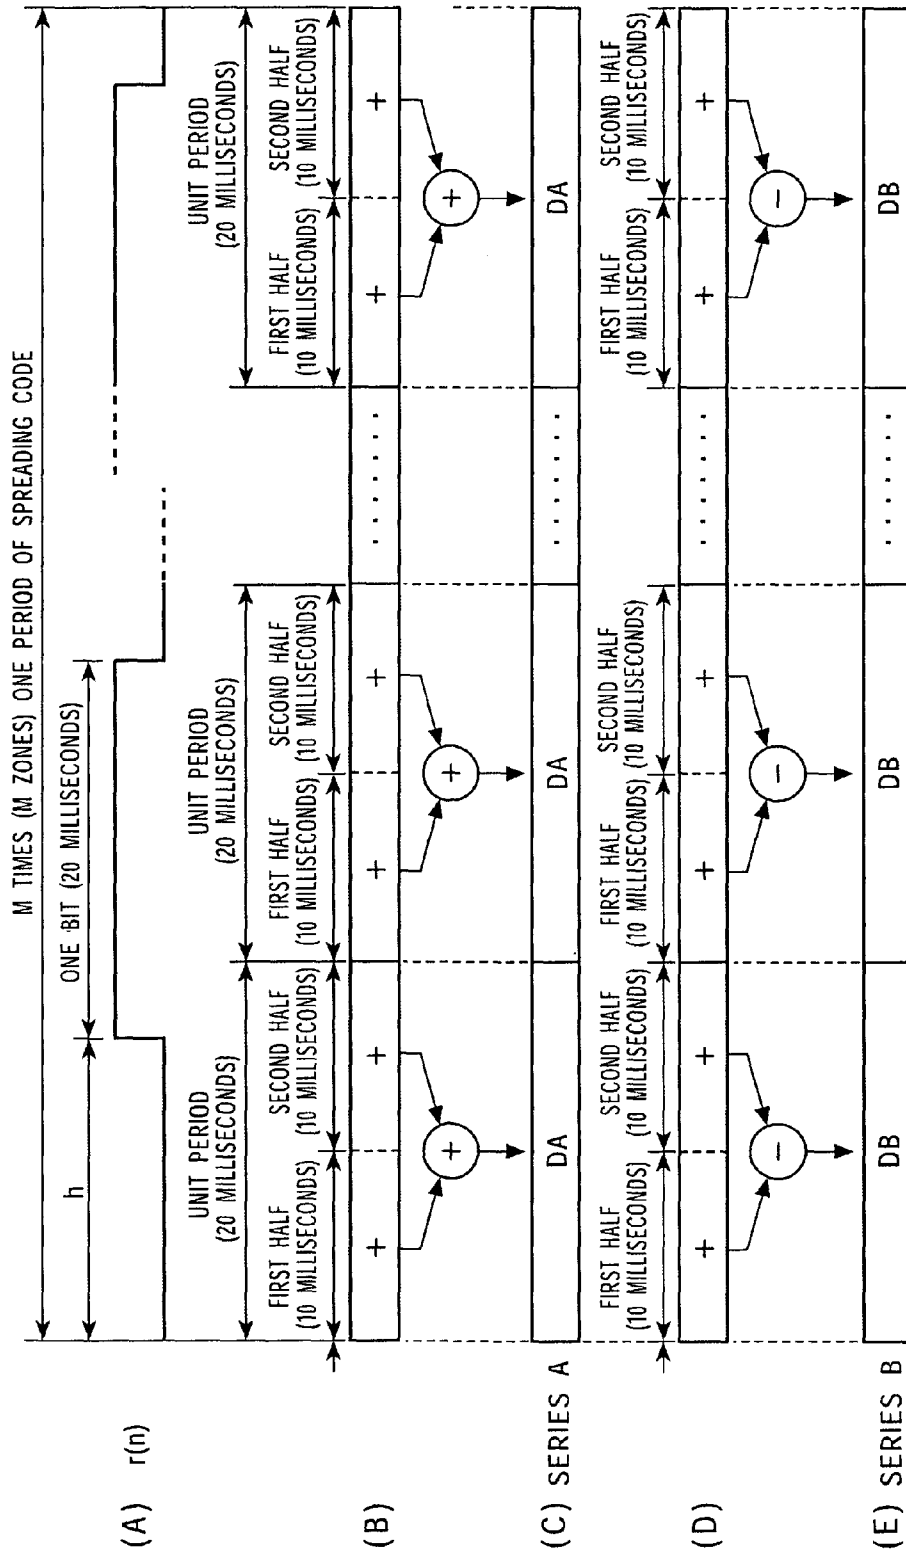 M TIMES (M ZONES) ONE PERIOD OF SPREADING CODE
h
ONE BIT (20 MILLISECONDS)
(A) r(n)
UNIT PERIOD
(20 MILLISECONDS)
UNIT PERIOD
(20 MILLISECONDS)
UNIT PERIOD
(20 MILLISECONDS)
FIRST HALF
(10 MILLISECONDS)
SECOND HALF
(10 MILLISECONDS)
FIRST HALF
(10 MILLISECONDS)
SECOND HALF
(10 MILLISECONDS)
FIRST HALF
(10 MILLISECONDS)
SECOND HALF
(10 MILLISECONDS)
(B) + + + + ...... + +
+ + +
(C) SERIES A DA DA ...... DA
FIRST HALF
(10 MILLISECONDS)
SECOND HALF
(10 MILLISECONDS)
FIRST HALF
(10 MILLISECONDS)
SECOND HALF
(10 MILLISECONDS)
FIRST HALF
(10 MILLISECONDS)
SECOND HALF
(10 MILLISECONDS)
(D) + + + + ...... + +
− − −
(E) SERIES B DB DB ...... DB